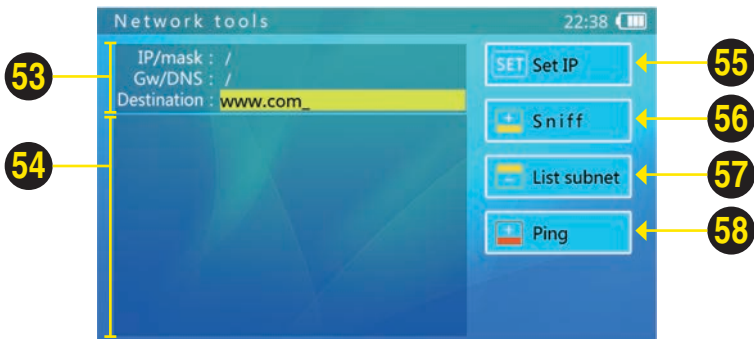 Network tools 22:38
IP/mask : /
Gw/DNS : /
Destination : www.com_
SET Set IP
Sniff
List subnet
Ping
53
54
55
56
57
58